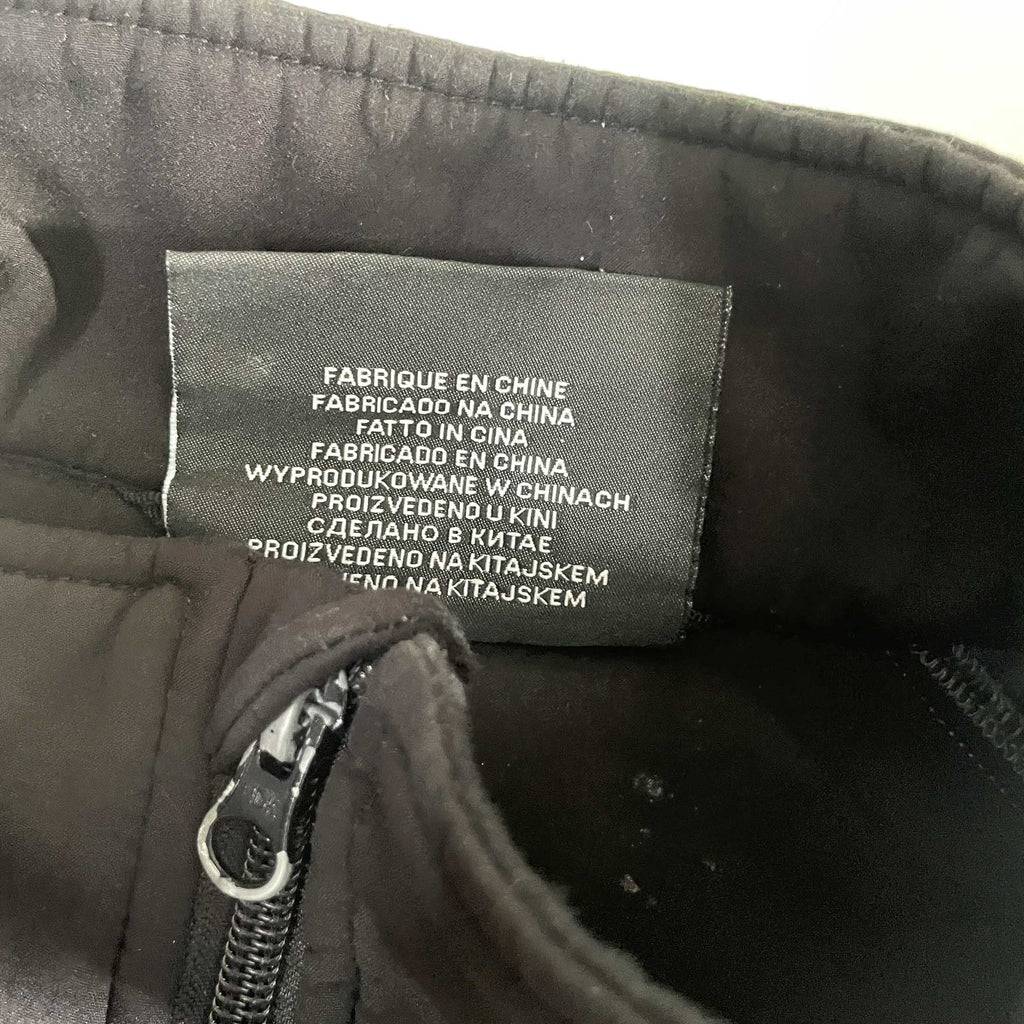 FABRIQUE EN CHINE
FABRICADO NA CHINA
FATTO IN CINA
FABRICADO EN CHINA
WYPRODUKOWANE W CHINACH
PROIZVEDENO U KINI
СДЕЛАНО В КИТАЕ
PROIZVEDENO NA KITAJSKEM
NA KITAJSKEM